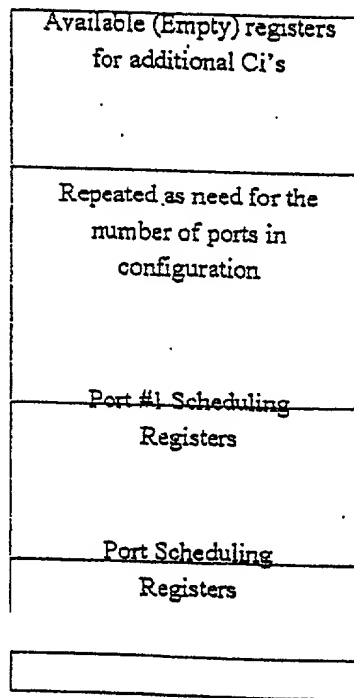 Available (Empty) registers
for additional Ci's
Repeated as need for the
number of ports in
configuration
Port #1 Scheduling
Registers
Port Scheduling
Registers